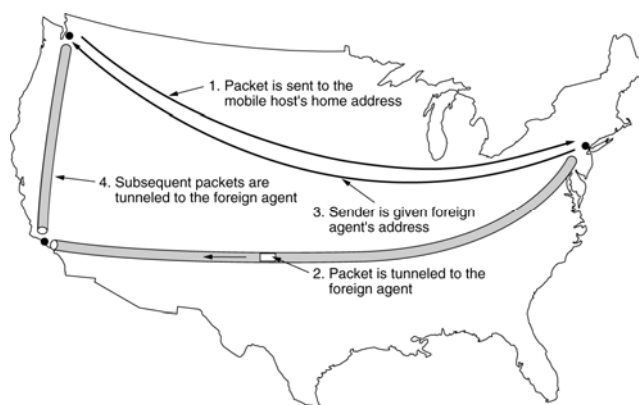 1. Packet is sent to the
mobile host's home address
4. Subsequent packets are
tunneled to the foreign agent
3. Sender is given foreign
agent's address
2. Packet is tunneled to the
foreign agent